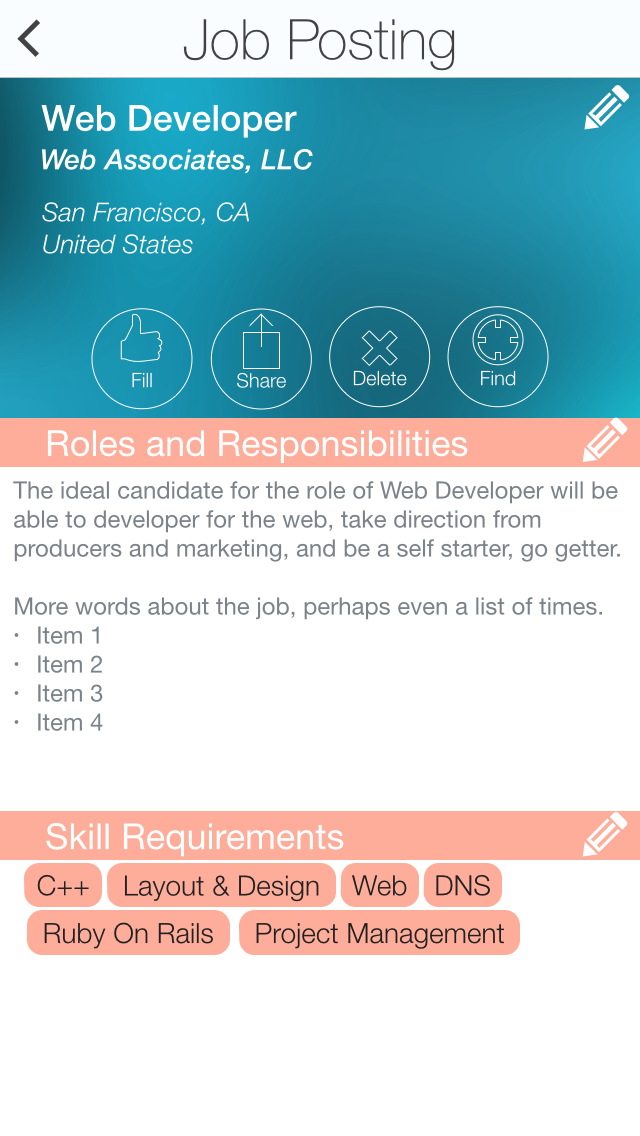 Job Posting
Web Developer
Web Associates, LLC
San Francisco, CA
United States
Fill Share Delete Find
Roles and Responsibilities
The ideal candidate for the role of Web Developer will be
able to developer for the web, take direction from
producers and marketing, and be a self starter, go getter.
More words about the job, perhaps even a list of times.
· Item 1
· Item 2
· Item 3
· Item 4
Skill Requirements
C++ Layout & Design Web DNS
Ruby On Rails Project Management